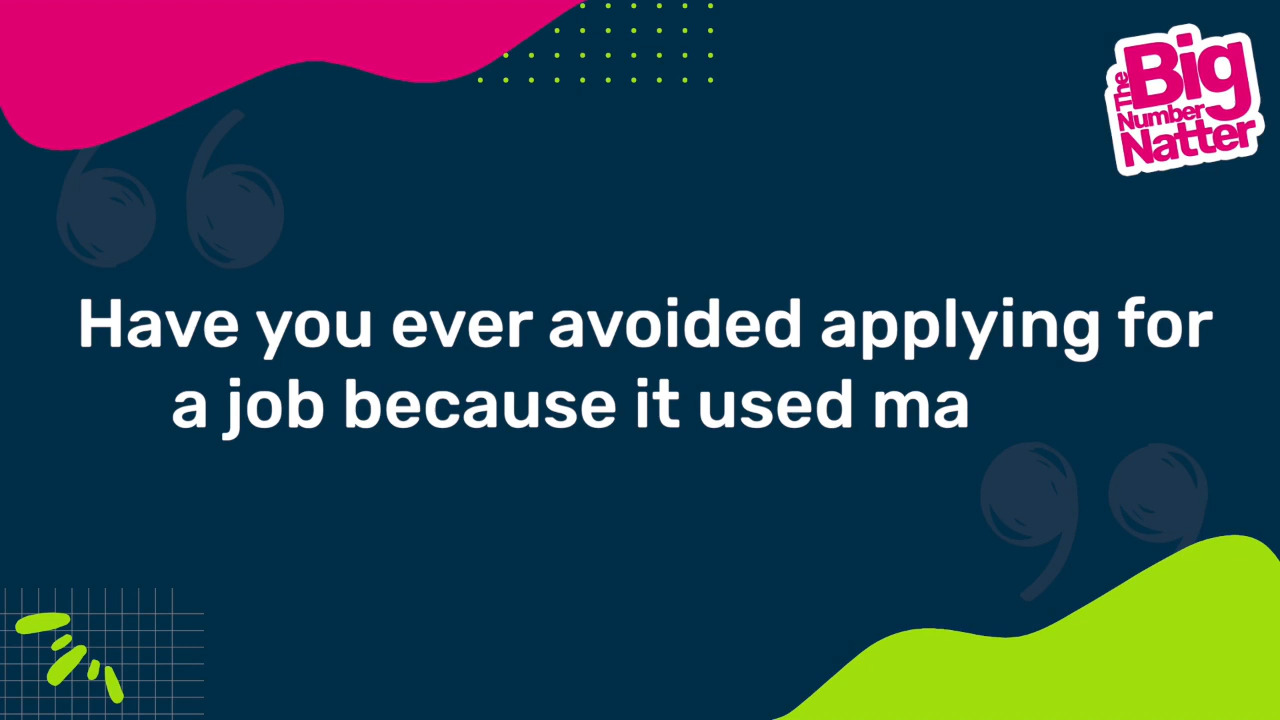 The
Big
Number
Natter
Have you ever avoided applying for
a job because it used ma